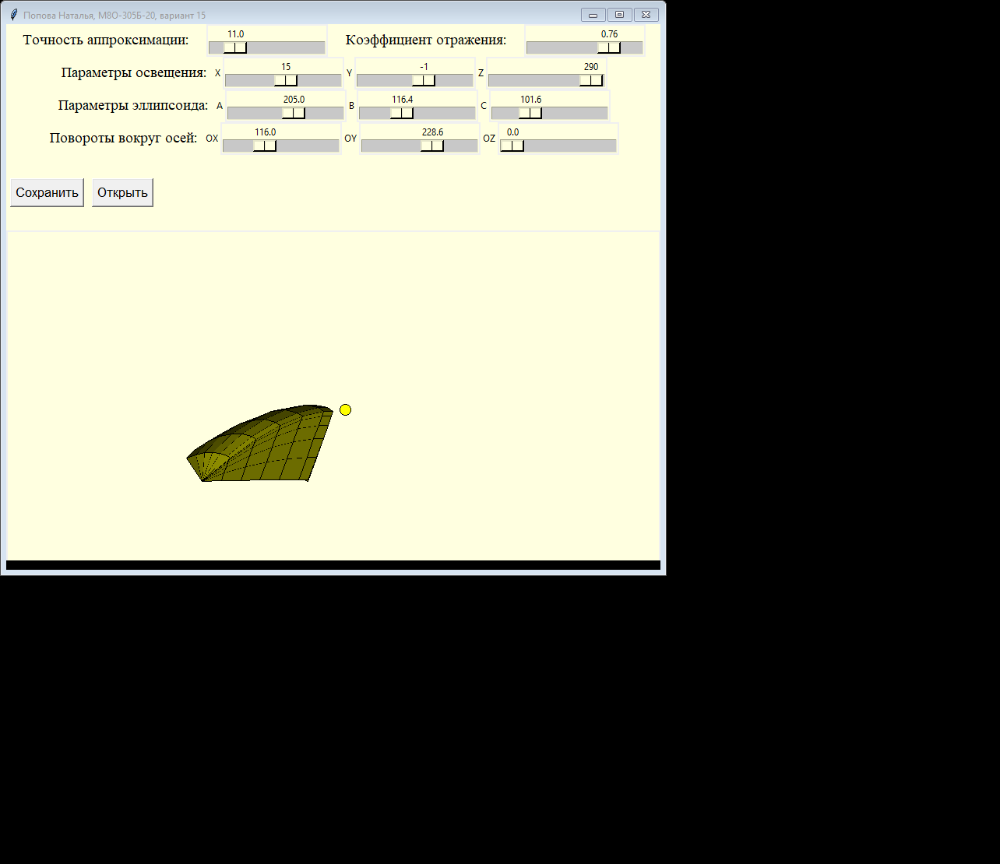 Попова Наталья, М8О-305Б-20, вариант 15
Точность аппроксимации: 11.0 Коэффициент отражения: 0.76
Параметры освещения: X 15 Y -1 Z 290
Параметры эллипсоида: A 205.0 B 116.4 C 101.6
Повороты вокруг осей: OX 116.0 OY 228.6 OZ 0.0
Сохранить Открыть